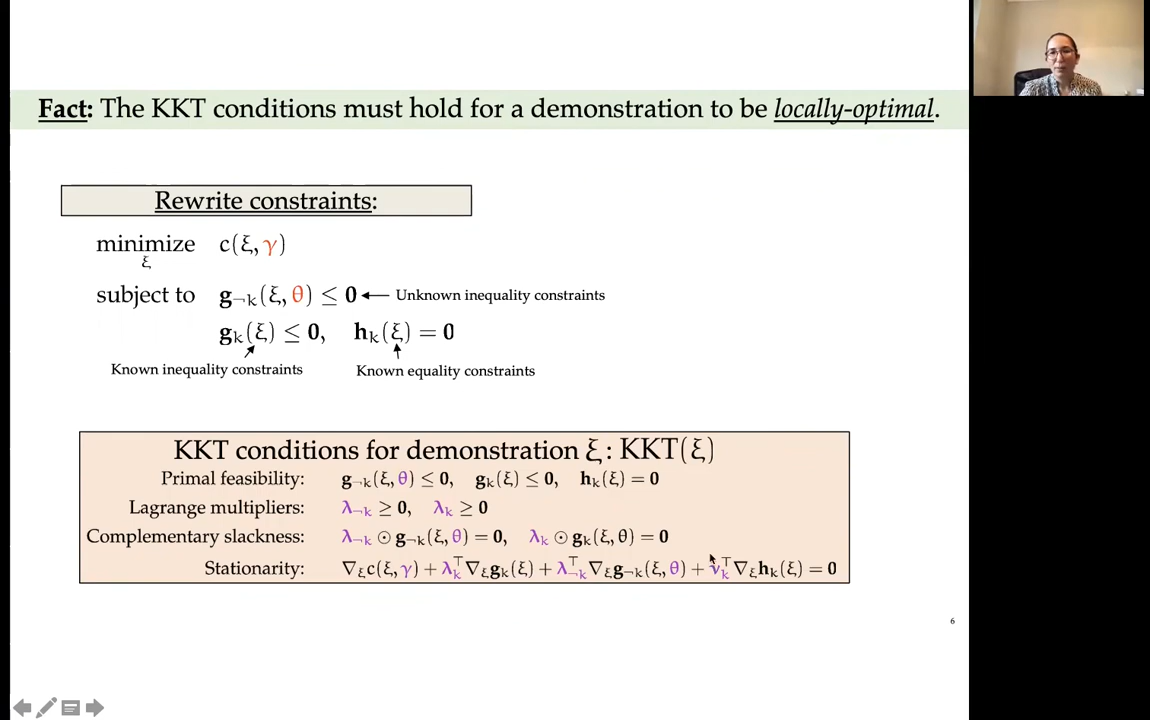 Fact: The KKT conditions must hold for a demonstration to be locally-optimal.
Rewrite constraints:
minimize c(ξ, γ)
ξ
subject to g¬k(ξ, θ) ≤ 0 Unknown inequality constraints
gk(ξ) ≤ 0, hk(ξ) = 0
Known inequality constraints Known equality constraints
KKT conditions for demonstration ξ: KKT(ξ)
Primal feasibility: g¬k(ξ, θ) ≤ 0, gk(ξ) ≤ 0, hk(ξ) = 0
Lagrange multipliers: λ¬k ≥ 0, λk ≥ 0
Complementary slackness: λ¬k ⊙ g¬k(ξ, θ) = 0, λk ⊙ gk(ξ, θ) = 0
Stationarity: ∇ξc(ξ, γ) + λk⊤∇ξgk(ξ) + λ¬k⊤∇ξg¬k(ξ, θ) + νk⊤∇ξhk(ξ) = 0
6